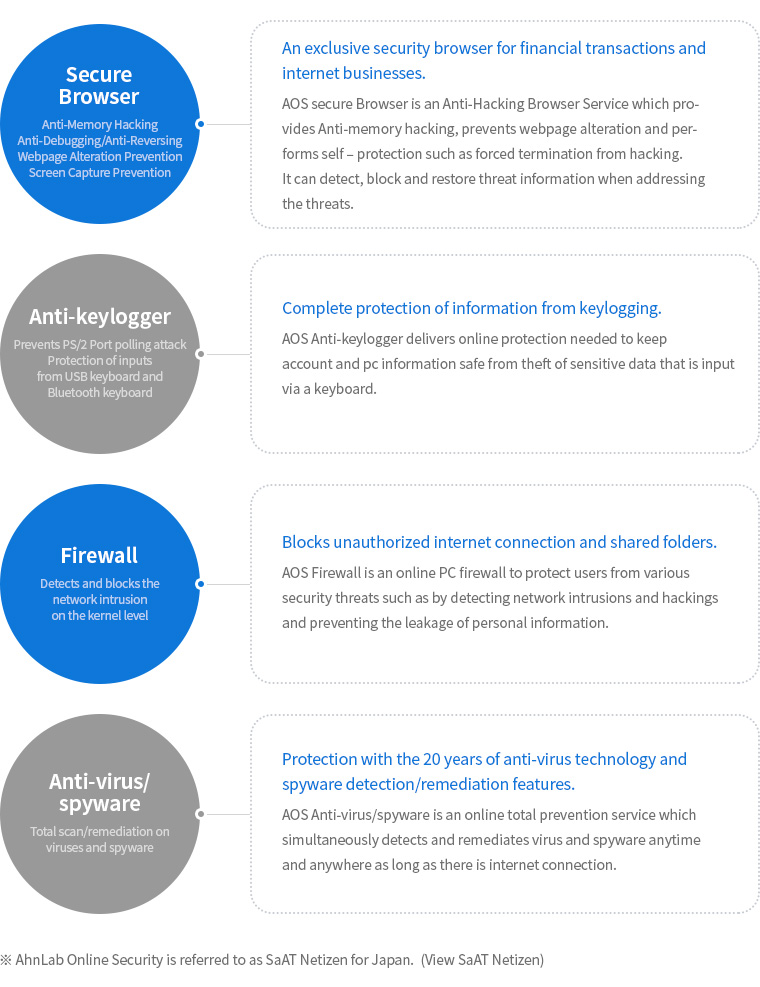 Secure
Browser
Anti-Memory Hacking
Anti-Debugging/Anti-Reversing
Webpage Alteration Prevention
Screen Capture Prevention
An exclusive security browser for financial transactions and
internet businesses.
AOS secure Browser is an Anti-Hacking Browser Service which pro-
vides Anti-memory hacking, prevents webpage alteration and per-
forms self – protection such as forced termination from hacking.
It can detect, block and restore threat information when addressing
the threats.
Anti-keylogger
Prevents PS/2 Port polling attack
Protection of inputs
from USB keyboard and
Bluetooth keyboard
Complete protection of information from keylogging.
AOS Anti-keylogger delivers online protection needed to keep
account and pc information safe from theft of sensitive data that is input
via a keyboard.
Firewall
Detects and blocks the
network intrusion
on the kernel level
Blocks unauthorized internet connection and shared folders.
AOS Firewall is an online PC firewall to protect users from various
security threats such as by detecting network intrusions and hackings
and preventing the leakage of personal information.
Anti-virus/
spyware
Total scan/remediation on
viruses and spyware
Protection with the 20 years of anti-virus technology and
spyware detection/remediation features.
AOS Anti-virus/spyware is an online total prevention service which
simultaneously detects and remediates virus and spyware anytime
and anywhere as long as there is internet connection.
※ AhnLab Online Security is referred to as SaAT Netizen for Japan.  (View SaAT Netizen)